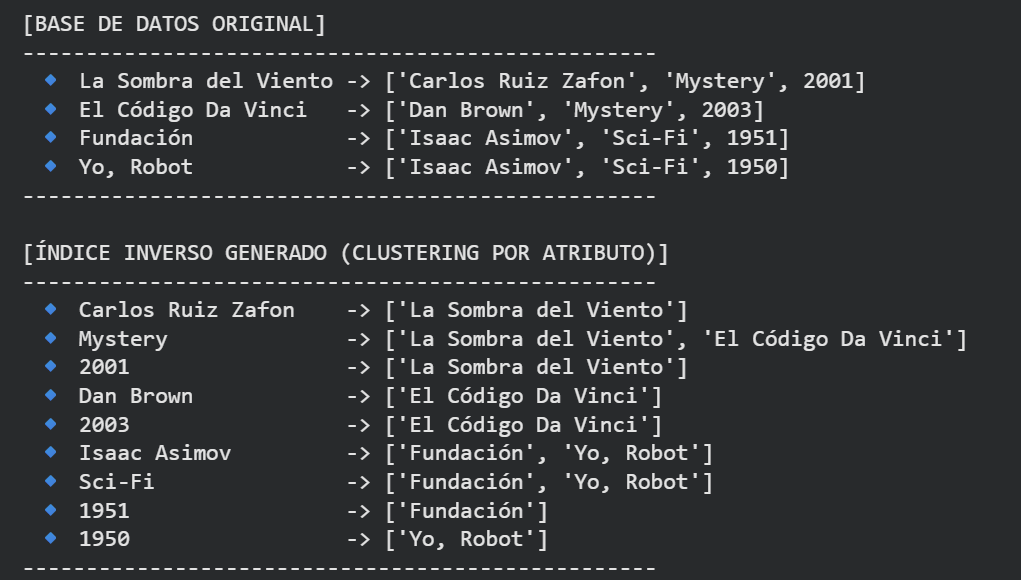 [BASE DE DATOS ORIGINAL]
--------------------------------------------------
🔹 La Sombra del Viento -> ['Carlos Ruiz Zafon', 'Mystery', 2001]
🔹 El Código Da Vinci   -> ['Dan Brown', 'Mystery', 2003]
🔹 Fundación            -> ['Isaac Asimov', 'Sci-Fi', 1951]
🔹 Yo, Robot            -> ['Isaac Asimov', 'Sci-Fi', 1950]
--------------------------------------------------
[ÍNDICE INVERSO GENERADO (CLUSTERING POR ATRIBUTO)]
--------------------------------------------------
🔹 Carlos Ruiz Zafon    -> ['La Sombra del Viento']
🔹 Mystery              -> ['La Sombra del Viento', 'El Código Da Vinci']
🔹 2001                 -> ['La Sombra del Viento']
🔹 Dan Brown            -> ['El Código Da Vinci']
🔹 2003                 -> ['El Código Da Vinci']
🔹 Isaac Asimov         -> ['Fundación', 'Yo, Robot']
🔹 Sci-Fi               -> ['Fundación', 'Yo, Robot']
🔹 1951                 -> ['Fundación']
🔹 1950                 -> ['Yo, Robot']
--------------------------------------------------